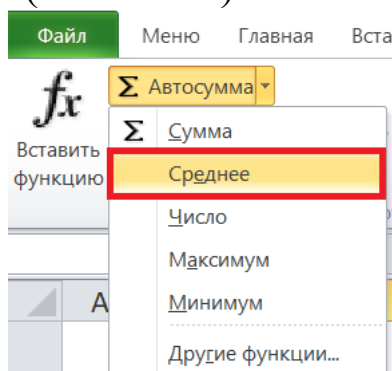 Файл Меню Главная Вста
fx Σ Автосумма
Вставить функцию
Σ Сумма
Среднее
Число
Максимум
Минимум
Другие функции...
A